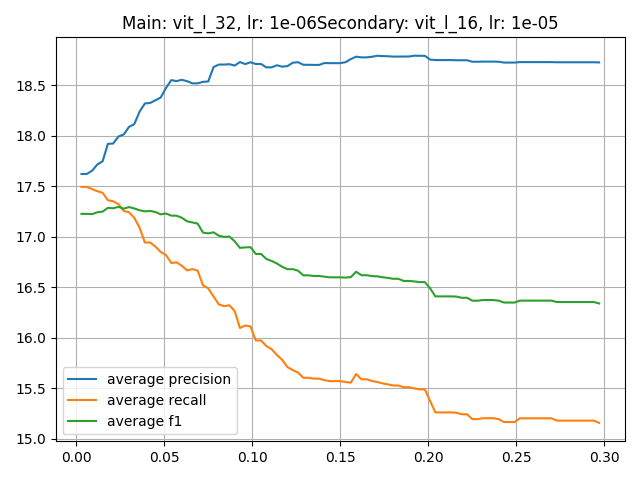 Main: vit_l_32, lr: 1e-06Secondary: vit_l_16, lr: 1e-05
18.5
18.0
17.5
17.0
16.5
16.0
15.5
15.0
average precision
average recall
average f1
0.00 0.05 0.10 0.15 0.20 0.25 0.30